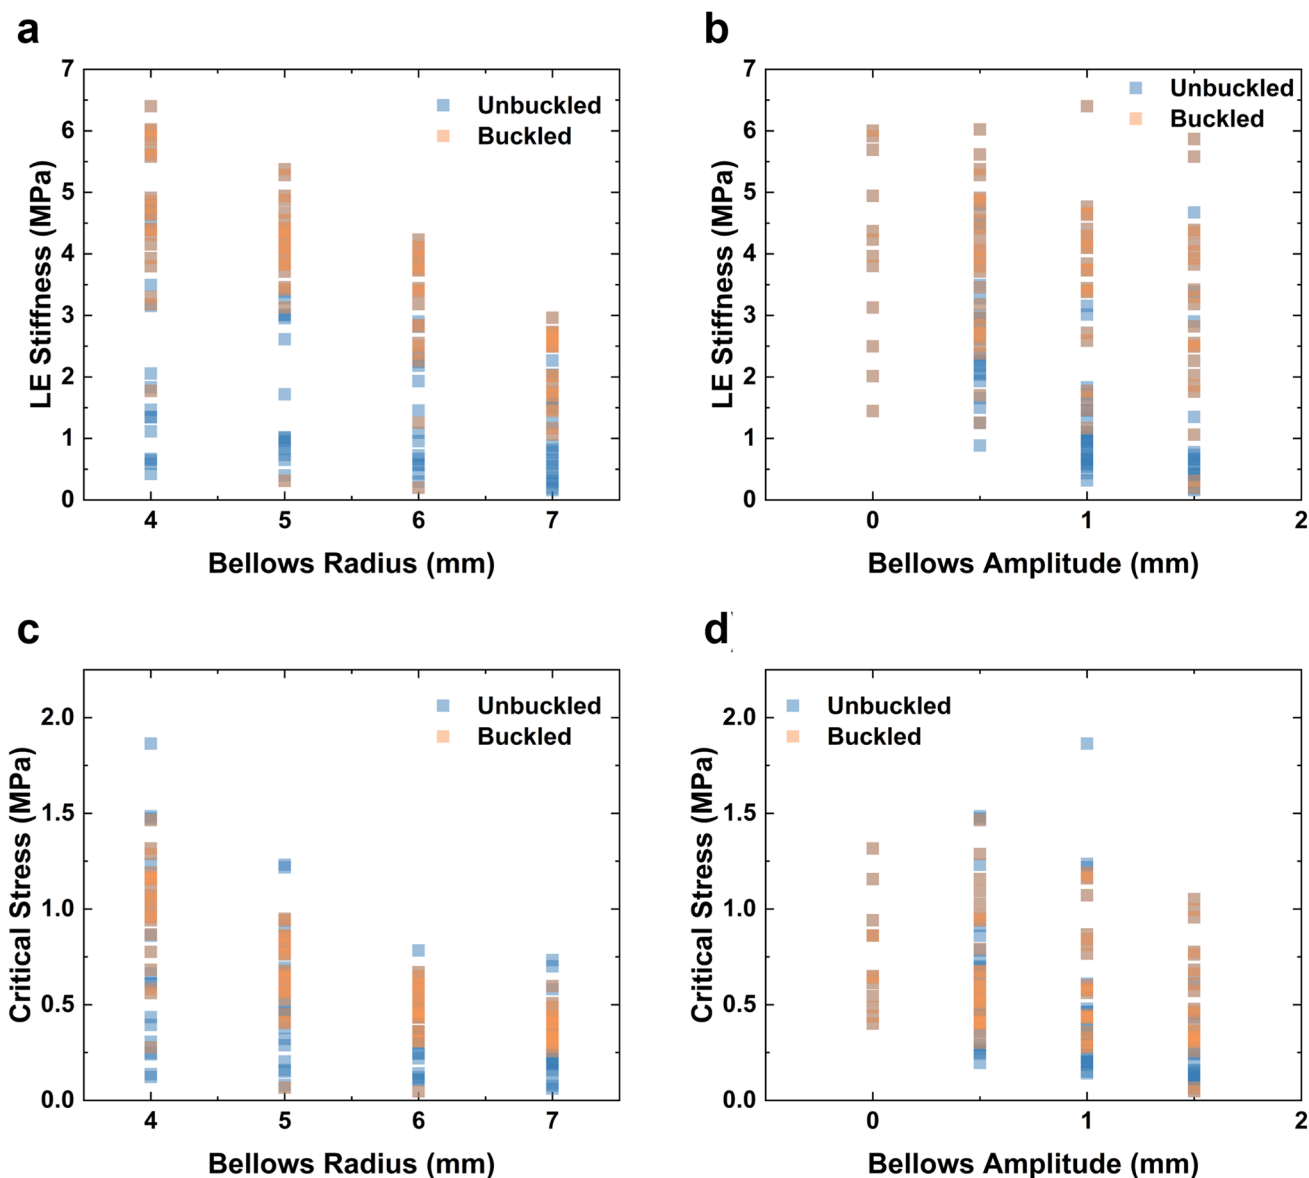 a
7
6
5
4
3
2
1
0
LE Stiffness (MPa)
Unbuckled
Buckled
4 5 6 7
Bellows Radius (mm)
b
7
6
5
4
3
2
1
0
LE Stiffness (MPa)
Unbuckled
Buckled
0 1 2
Bellows Amplitude (mm)
c
2.0
1.5
1.0
0.5
0.0
Critical Stress (MPa)
Unbuckled
Buckled
4 5 6 7
Bellows Radius (mm)
d
2.0
1.5
1.0
0.5
0.0
Critical Stress (MPa)
Unbuckled
Buckled
0 1 2
Bellows Amplitude (mm)